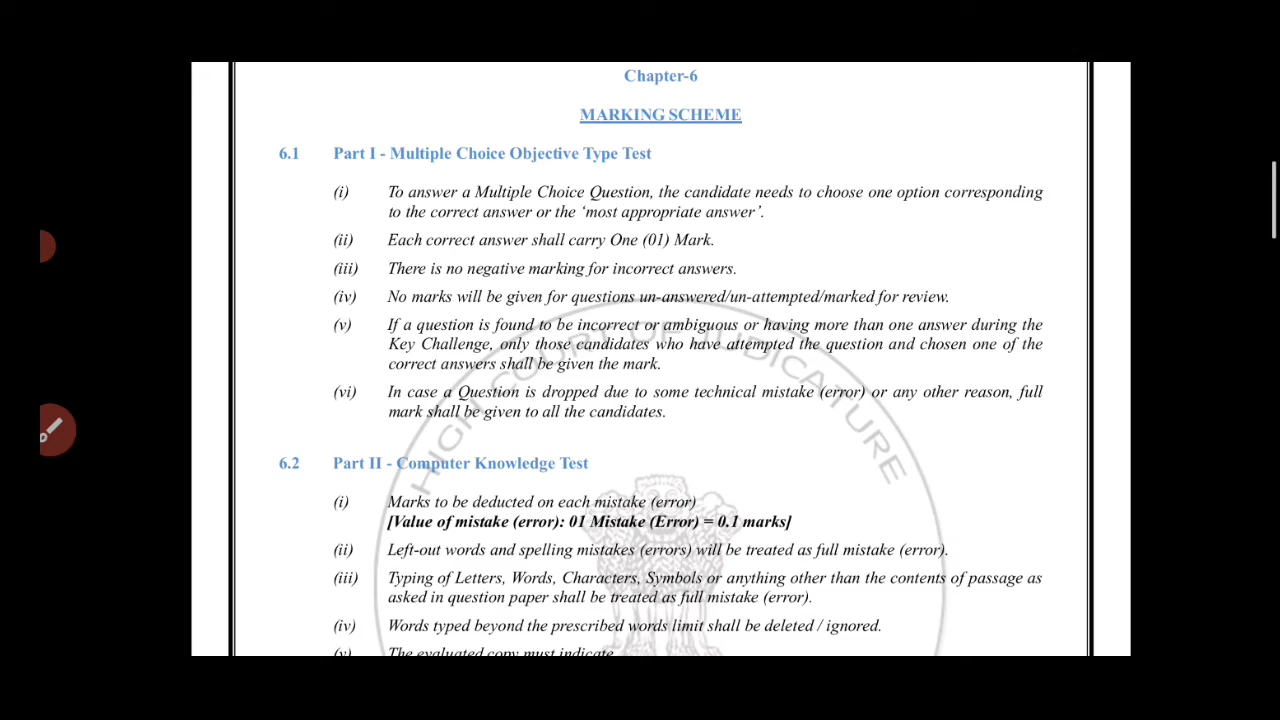 Chapter-6
MARKING SCHEME
6.1 Part I - Multiple Choice Objective Type Test
(i) To answer a Multiple Choice Question, the candidate needs to choose one option corresponding
to the correct answer or the ‘most appropriate answer’.
(ii) Each correct answer shall carry One (01) Mark.
(iii) There is no negative marking for incorrect answers.
(iv) No marks will be given for questions un-answered/un-attempted/marked for review.
(v) If a question is found to be incorrect or ambiguous or having more than one answer during the
Key Challenge, only those candidates who have attempted the question and chosen one of the
correct answers shall be given the mark.
(vi) In case a Question is dropped due to some technical mistake (error) or any other reason, full
mark shall be given to all the candidates.
HIGH COURT OF JUDICATURE
6.2 Part II - Computer Knowledge Test
(i) Marks to be deducted on each mistake (error)
[Value of mistake (error): 01 Mistake (Error) = 0.1 marks]
(ii) Left-out words and spelling mistakes (errors) will be treated as full mistake (error).
(iii) Typing of Letters, Words, Characters, Symbols or anything other than the contents of passage as
asked in question paper shall be treated as full mistake (error).
(iv) Words typed beyond the prescribed words limit shall be deleted / ignored.
(v) The evaluated copy must indicate